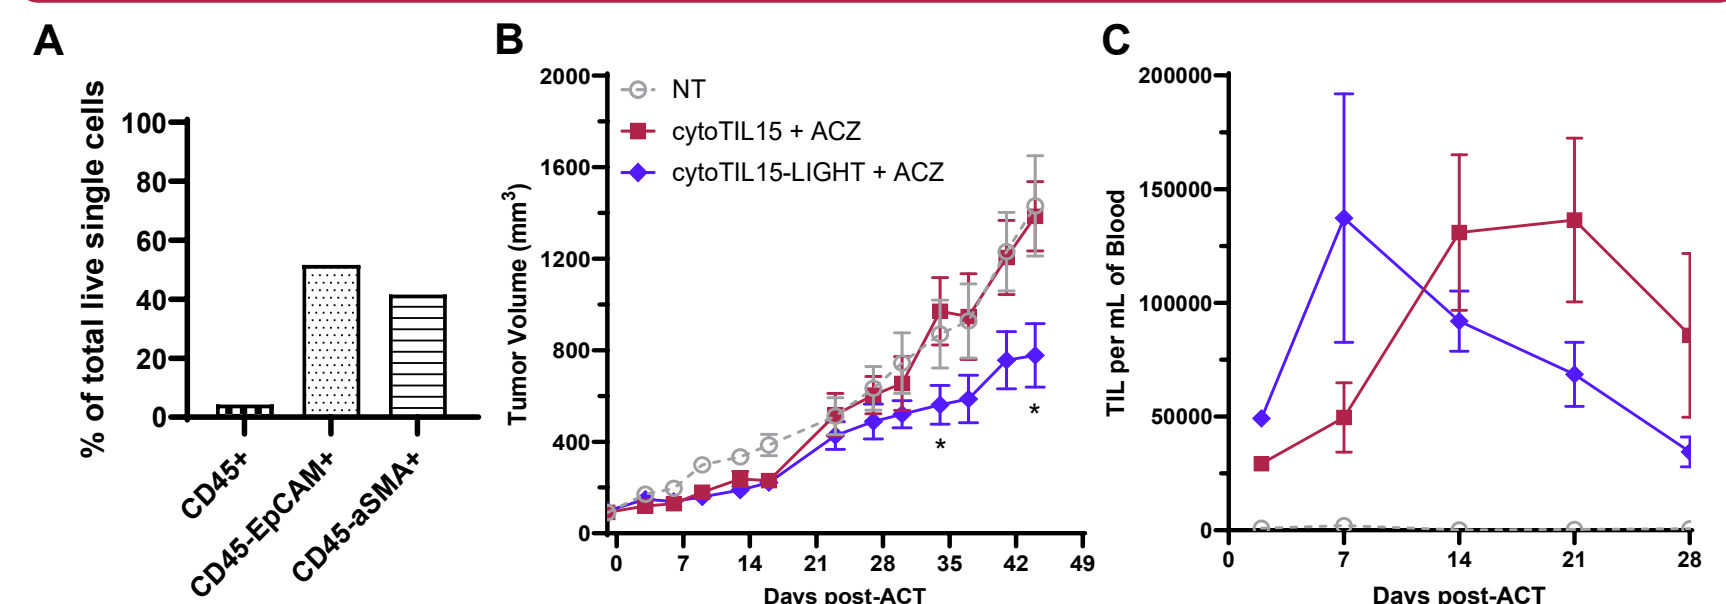 A
% of total live single cells
100
80
60
40
20
0
CD45+
CD45-EpCAM+
CD45-aSMA+
B
Tumor Volume (mm3)
2000
1600
1200
800
400
0
NT
cytoTIL15 + ACZ
cytoTIL15-LIGHT + ACZ
*
*
0 7 14 21 28 35 42 49
Days post-ACT
C
TIL per mL of Blood
200000
150000
100000
50000
0
0 7 14 21 28
Days post-ACT